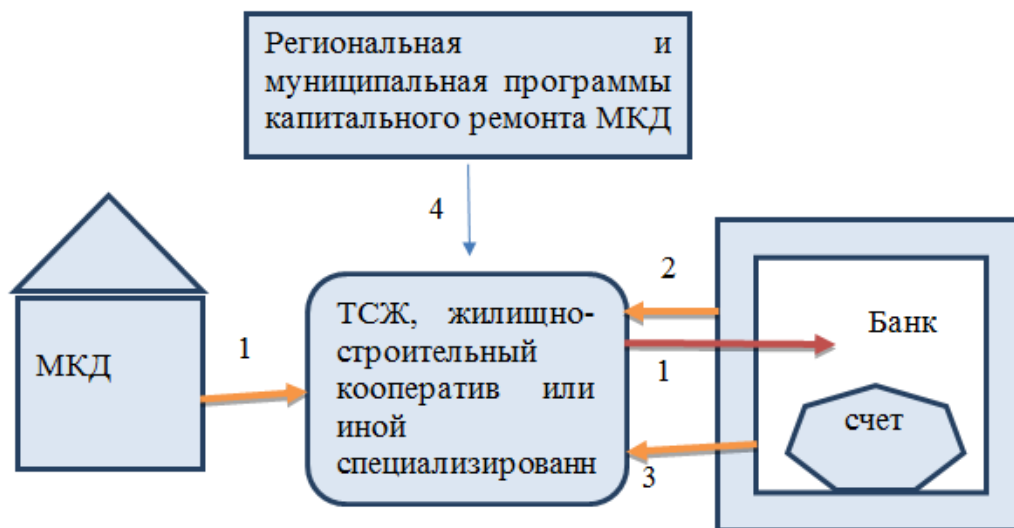 Региональная и
муниципальная программы
капитального ремонта МКД
4
2
ТСЖ, жилищно-
строительный
кооператив или
иной
специализированн
Банк
1
МКД
1
счет
3